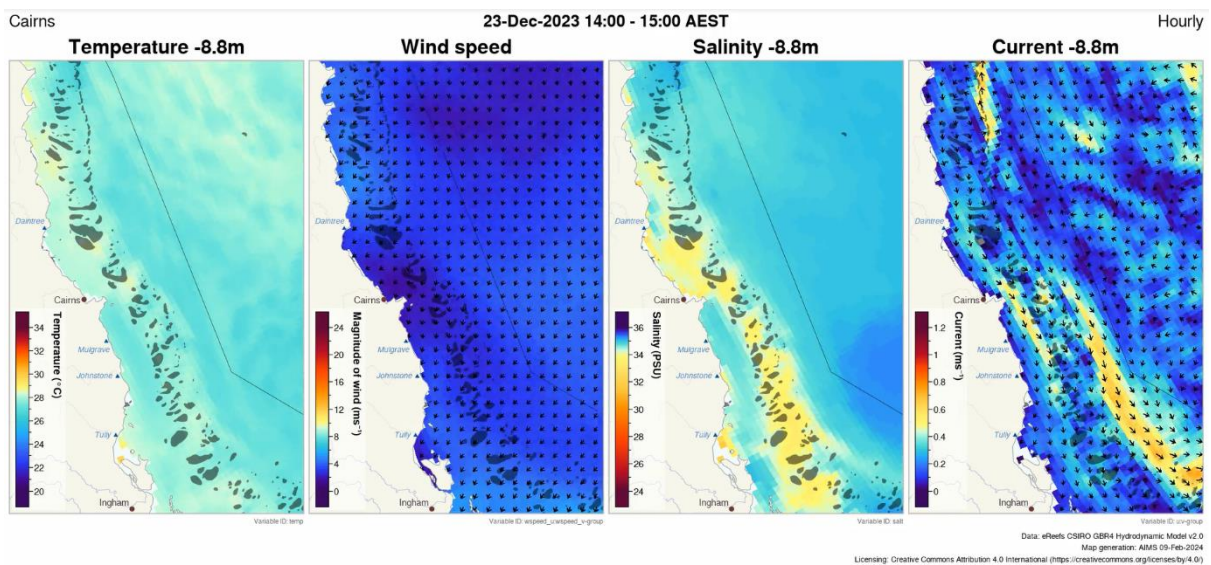 Cairns
23-Dec-2023 14:00 - 15:00 AEST
Hourly
Temperature -8.8m
Wind speed
Salinity -8.8m
Current -8.8m
Daintree
Cairns
Mulgrave
Johnstone
Tully
Ingham
Temperature (°C)
34
32
30
28
26
24
22
20
Variable ID: temp
Daintree
Cairns
Mulgrave
Johnstone
Tully
Ingham
Magnitude of wind (ms⁻¹)
24
20
16
12
8
4
0
Variable ID: wspeed_u:wspeed_v-group
Daintree
Cairns
Mulgrave
Johnstone
Tully
Ingham
Salinity (PSU)
36
34
32
30
28
26
24
Variable ID: salt
Daintree
Cairns
Mulgrave
Johnstone
Tully
Ingham
Current (ms⁻¹)
1.2
1.0
0.8
0.6
0.4
0.2
0
Variable ID: u:v-group
Data: eReefs CSIRO GBR4 Hydrodynamic Model v2.0
Map generation: AIMS 09-Feb-2024
Licensing: Creative Commons Attribution 4.0 International (https://creativecommons.org/licenses/by/4.0/)